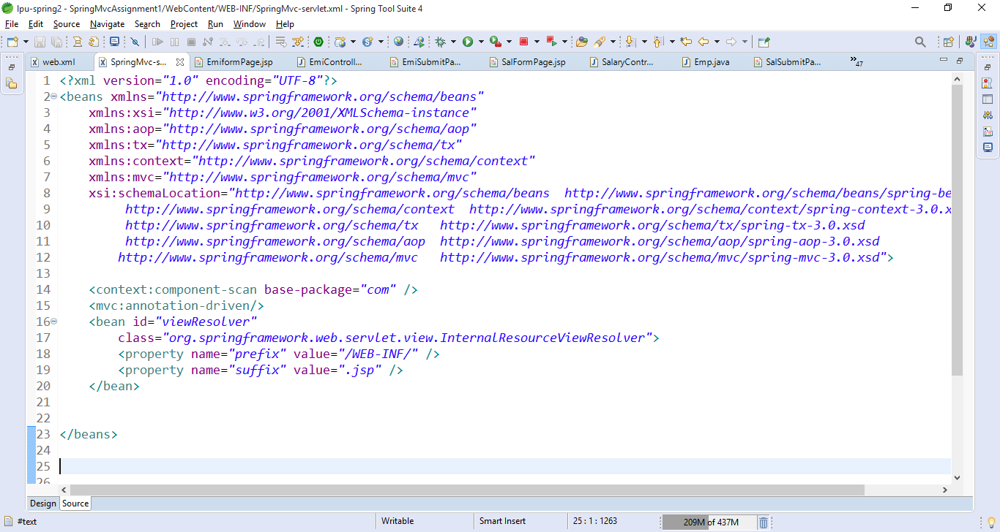 lpu-spring2 - SpringMvcAssignment1/WebContent/WEB-INF/SpringMvc-servlet.xml - Spring Tool Suite 4
File Edit Source Navigate Search Project Run Window Help
web.xml SpringMvc-s... EmiformPage.jsp EmiControll... EmiSubmitPa... SalFormPage.jsp SalaryContr... Emp.java SalSubmitPa... »47
1 <?xml version="1.0" encoding="UTF-8"?>
2 <beans xmlns="http://www.springframework.org/schema/beans"
3 xmlns:xsi="http://www.w3.org/2001/XMLSchema-instance"
4 xmlns:aop="http://www.springframework.org/schema/aop"
5 xmlns:tx="http://www.springframework.org/schema/tx"
6 xmlns:context="http://www.springframework.org/schema/context"
7 xmlns:mvc="http://www.springframework.org/schema/mvc"
8 xsi:schemaLocation="http://www.springframework.org/schema/beans  http://www.springframework.org/schema/beans/spring-be
9 http://www.springframework.org/schema/context  http://www.springframework.org/schema/context/spring-context-3.0.x
10 http://www.springframework.org/schema/tx   http://www.springframework.org/schema/tx/spring-tx-3.0.xsd
11 http://www.springframework.org/schema/aop  http://www.springframework.org/schema/aop/spring-aop-3.0.xsd
12 http://www.springframework.org/schema/mvc   http://www.springframework.org/schema/mvc/spring-mvc-3.0.xsd">
13
14 <context:component-scan base-package="com" />
15 <mvc:annotation-driven/>
16 <bean id="viewResolver"
17 class="org.springframework.web.servlet.view.InternalResourceViewResolver">
18 <property name="prefix" value="/WEB-INF/" />
19 <property name="suffix" value=".jsp" />
20 </bean>
21
22
23 </beans>
24
25
26
Design Source
#text Writable Smart Insert 25 : 1 : 1263 209M of 437M